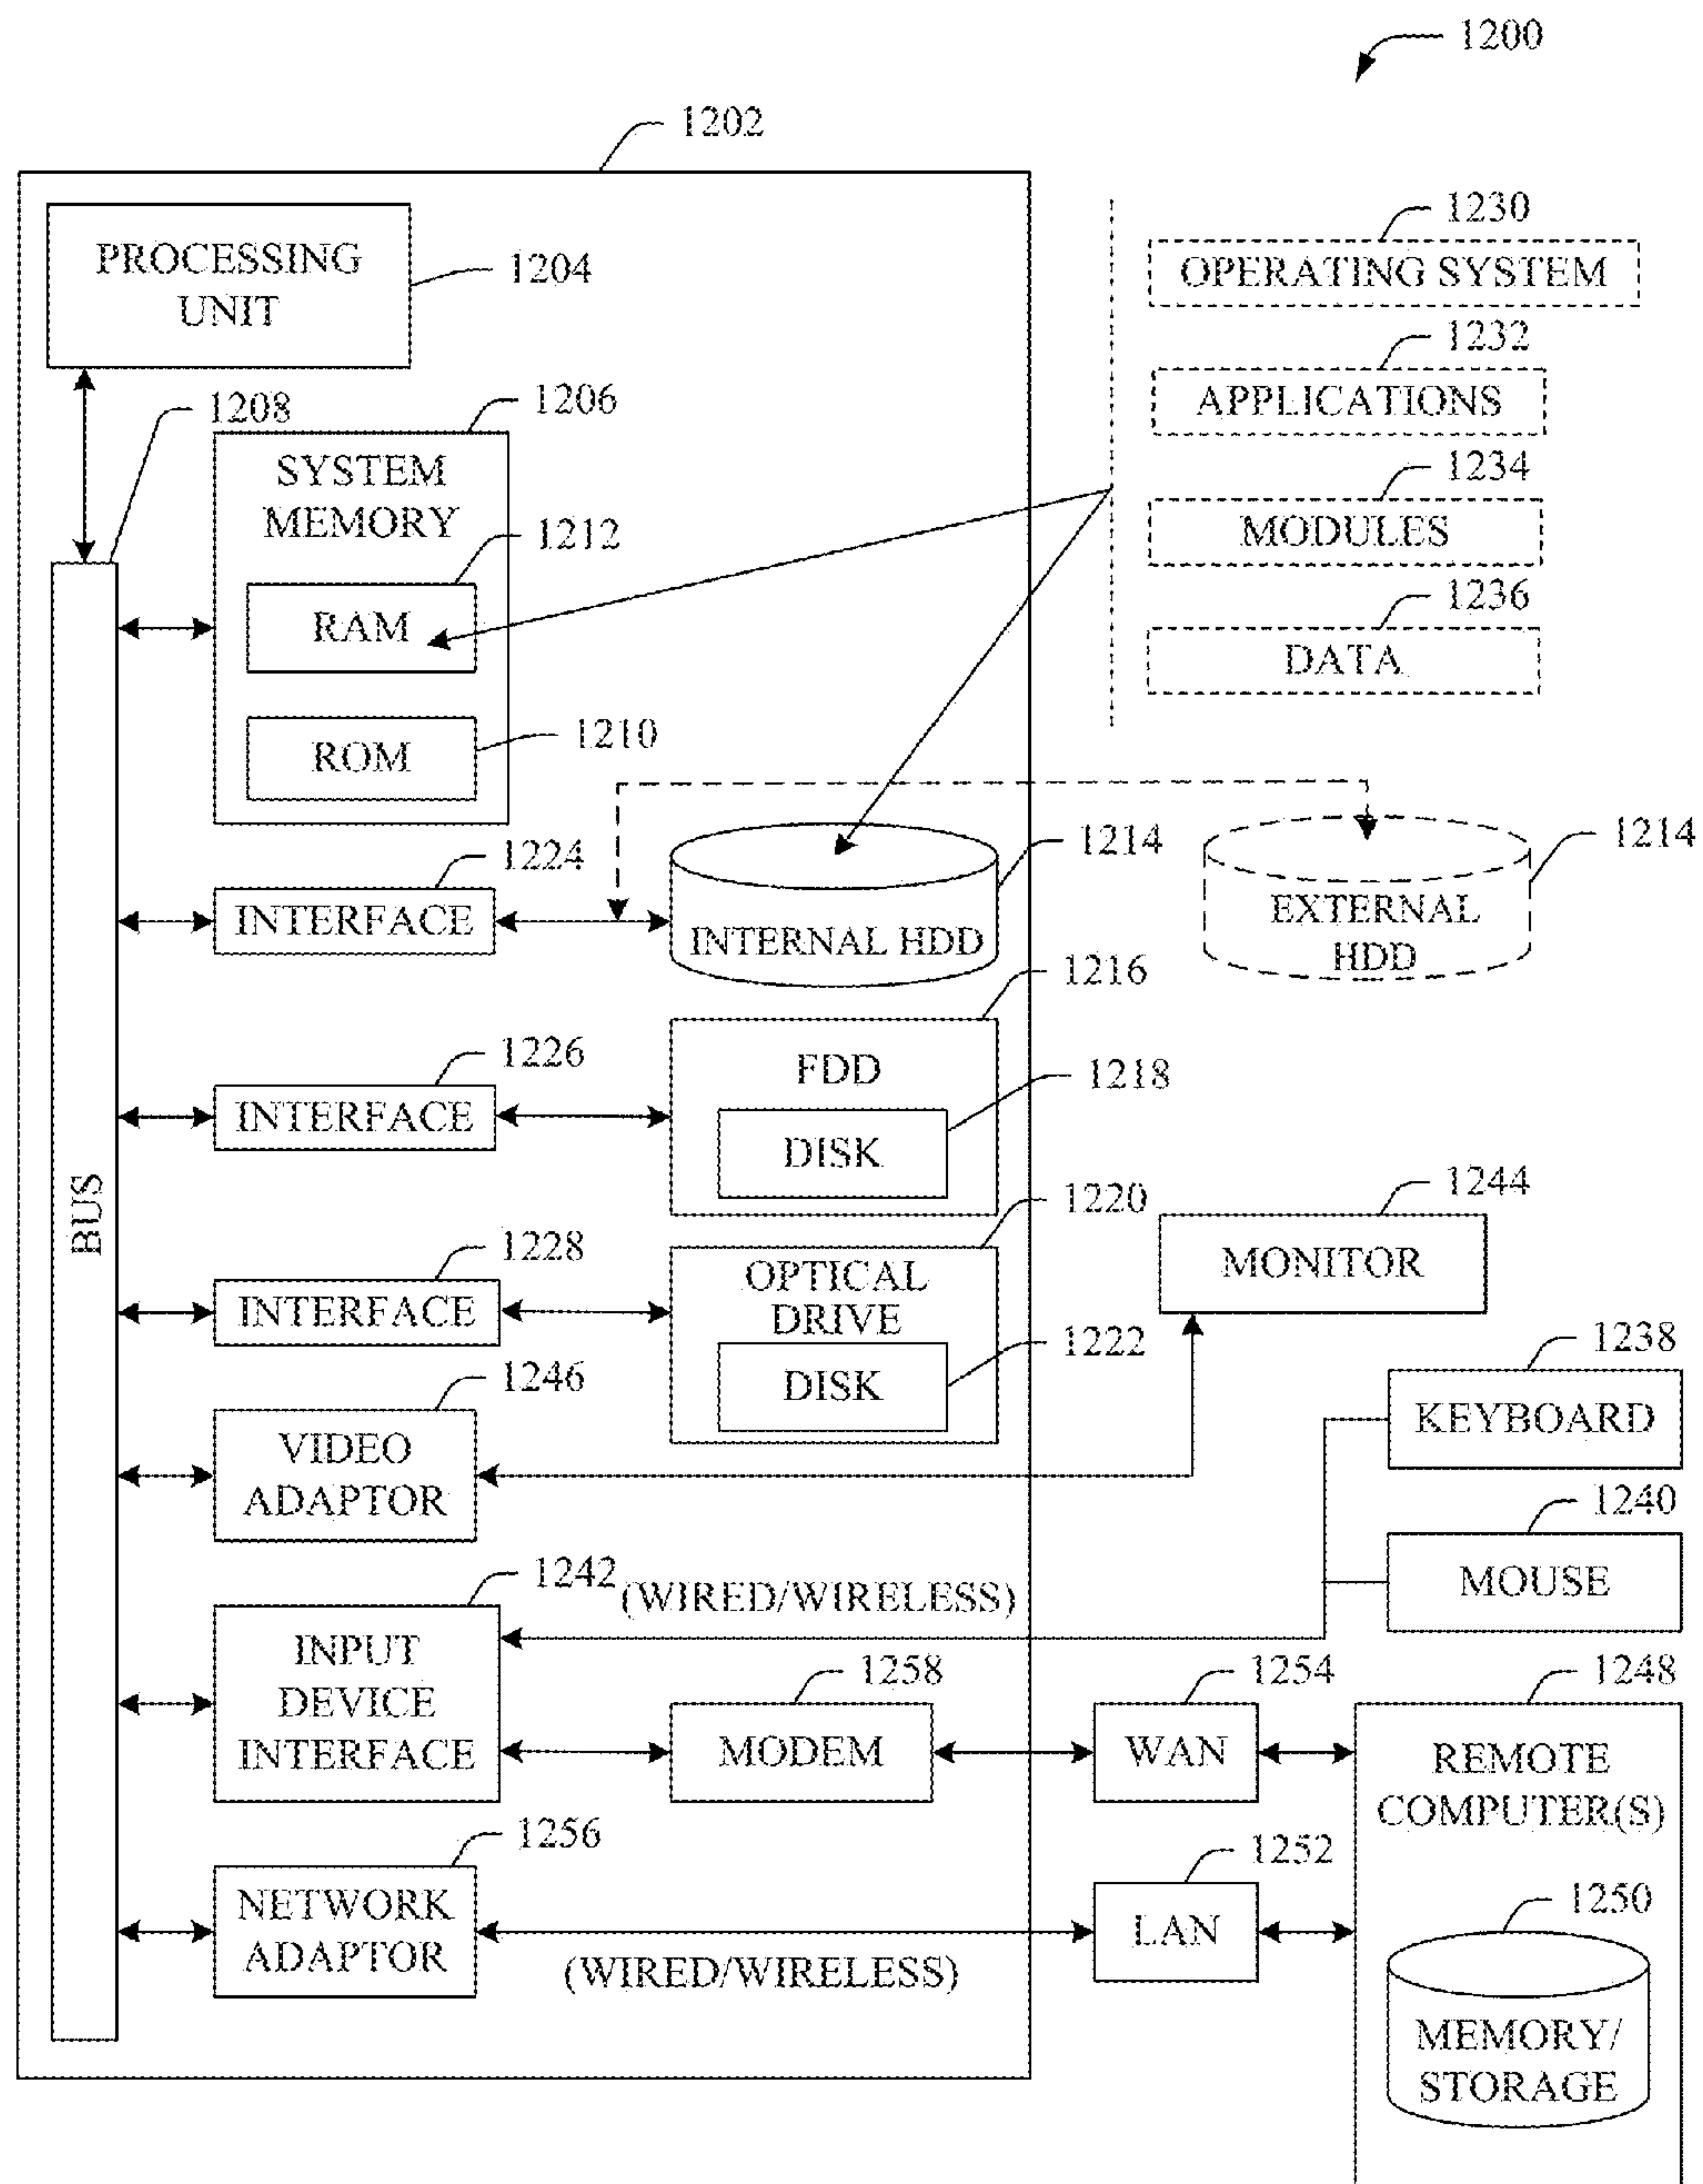 1200
1202
PROCESSING
UNIT
1204
1230
OPERATING SYSTEM
1232
APPLICATIONS
1234
MODULES
1236
DATA
1208
1206
SYSTEM
MEMORY
1212
RAM
1210
ROM
BUS
1224
INTERFACE
1214
INTERNAL HDD
1214
EXTERNAL
HDD
1226
INTERFACE
1216
FDD
1218
DISK
1228
INTERFACE
1220
OPTICAL
DRIVE
1222
DISK
1244
MONITOR
1246
VIDEO
ADAPTOR
1238
KEYBOARD
1240
MOUSE
1242
(WIRED/WIRELESS)
INPUT
DEVICE
INTERFACE
1258
MODEM
1254
WAN
1248
REMOTE
COMPUTER(S)
1256
NETWORK
ADAPTOR
(WIRED/WIRELESS)
1252
LAN
1250
MEMORY/
STORAGE